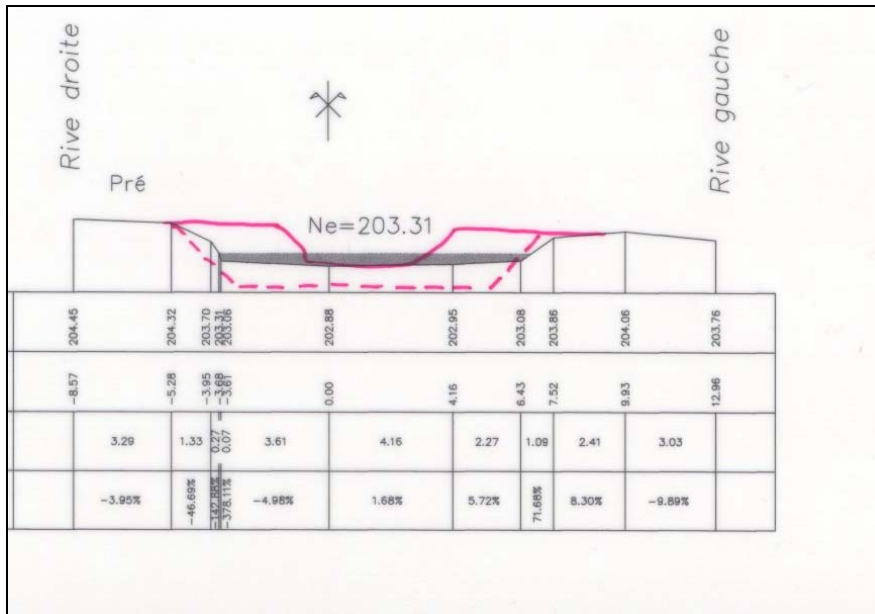 Rive droite
Rive gauche
Pré
Ne=203.31
204.45 204.32 203.70 203.31 203.06 202.88 202.95 203.08 203.86 204.06 203.76
-8.57 -5.28 -3.95 -3.68 -3.61 0.00 4.16 6.43 7.52 9.93 12.96
3.29 1.33 0.27 0.07 3.61 4.16 2.27 1.09 2.41 3.03
-3.95% -46.69% -142.88% -378.11% -4.98% 1.68% 5.72% 71.68% 8.30% -9.89%